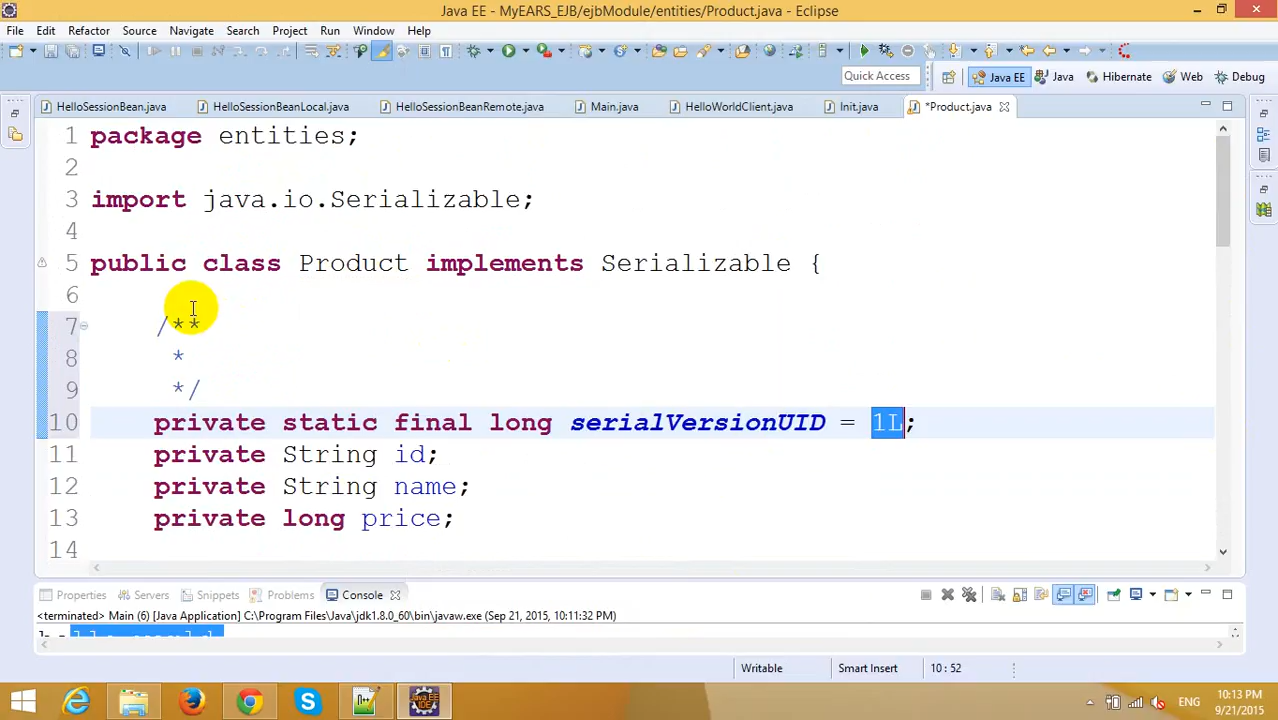 Java EE - MyEARS_EJB/ejbModule/entities/Product.java - Eclipse
File Edit Refactor Source Navigate Search Project Run Window Help
Quick Access Java EE Java Hibernate Web Debug
HelloSessionBean.java HelloSessionBeanLocal.java HelloSessionBeanRemote.java Main.java HelloWorldClient.java Init.java *Product.java
1 package entities;
2
3 import java.io.Serializable;
4
5 public class Product implements Serializable {
6
7 /**
8 *
9 */
10 private static final long serialVersionUID = 1L;
11 private String id;
12 private String name;
13 private long price;
14
Properties Servers Snippets Problems Console
<terminated> Main (6) [Java Application] C:\Program Files\Java\jdk1.8.0_60\bin\javaw.exe (Sep 21, 2015, 10:11:32 PM)
Writable Smart Insert 10 : 52
Java EE IDE
ENG
10:13 PM
9/21/2015